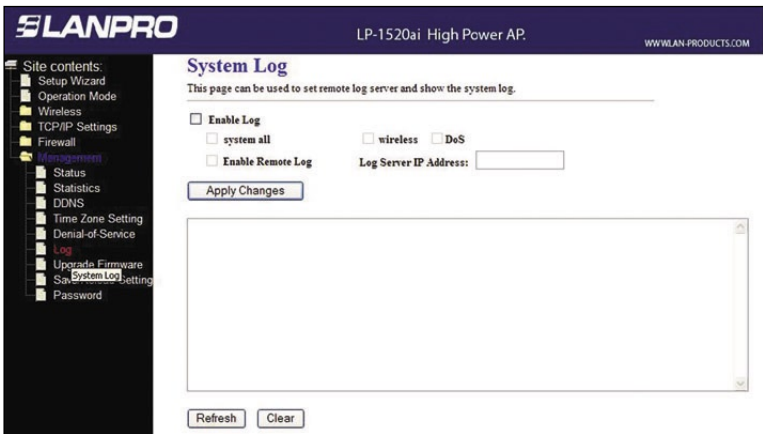 LANPRO
LP-1520ai High Power AP.
WWW.LAN-PRODUCTS.COM
Site contents:
Setup Wizard
Operation Mode
Wireless
TCP/IP Settings
Firewall
Management
Status
Statistics
DDNS
Time Zone Setting
Denial-of-Service
Log
Upgrade Firmware
System Log
Setting
Password
System Log
This page can be used to set remote log server and show the system log.
Enable Log
system all wireless DoS
Enable Remote Log Log Server IP Address:
Apply Changes
Refresh Clear